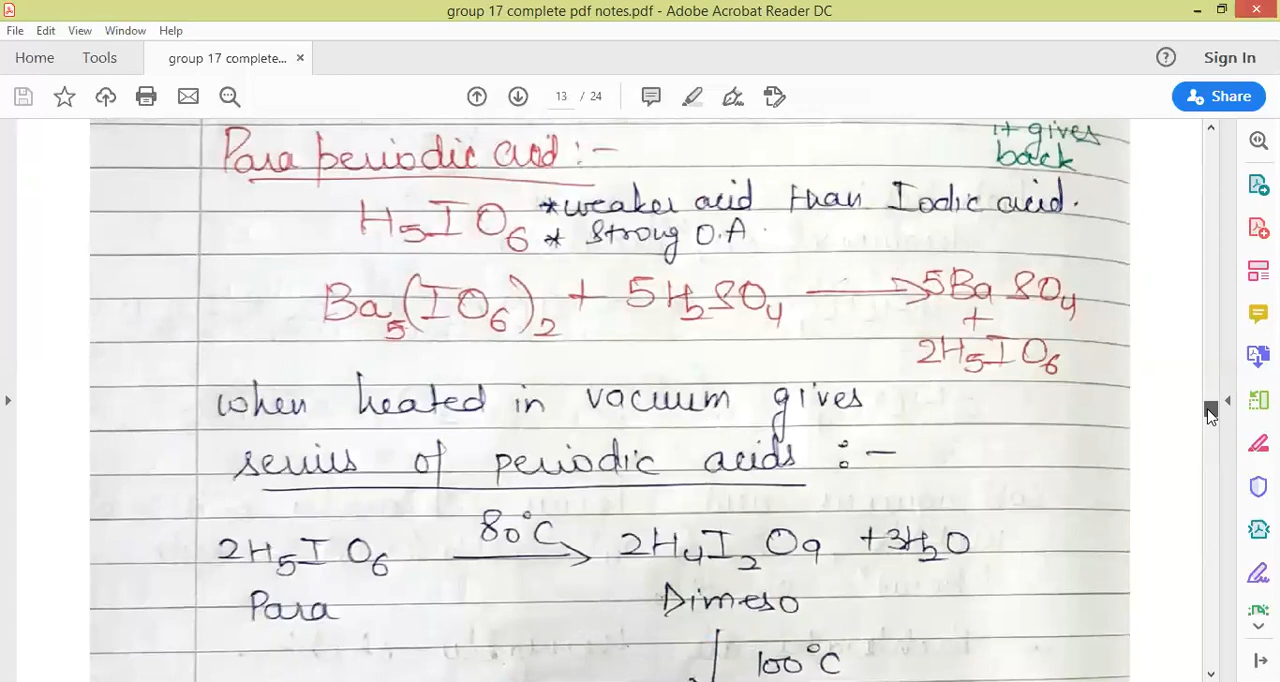 group 17 complete pdf notes.pdf - Adobe Acrobat Reader DC
File Edit View Window Help
Home Tools group 17 complete... × Sign In
13 / 24 Share
it gives
back
Para periodic acid :-
H₅IO₆ *weaker acid than Iodic acid.
* Strong O.A.
Ba₅(IO₆)₂ + 5H₂SO₄ → 5BaSO₄
+
2H₅IO₆
when heated in vacuum gives
series of periodic acids :-
2H₅IO₆ 80°C → 2H₄I₂O₉ + 3H₂O
Para Dimeso
↓ 100°C